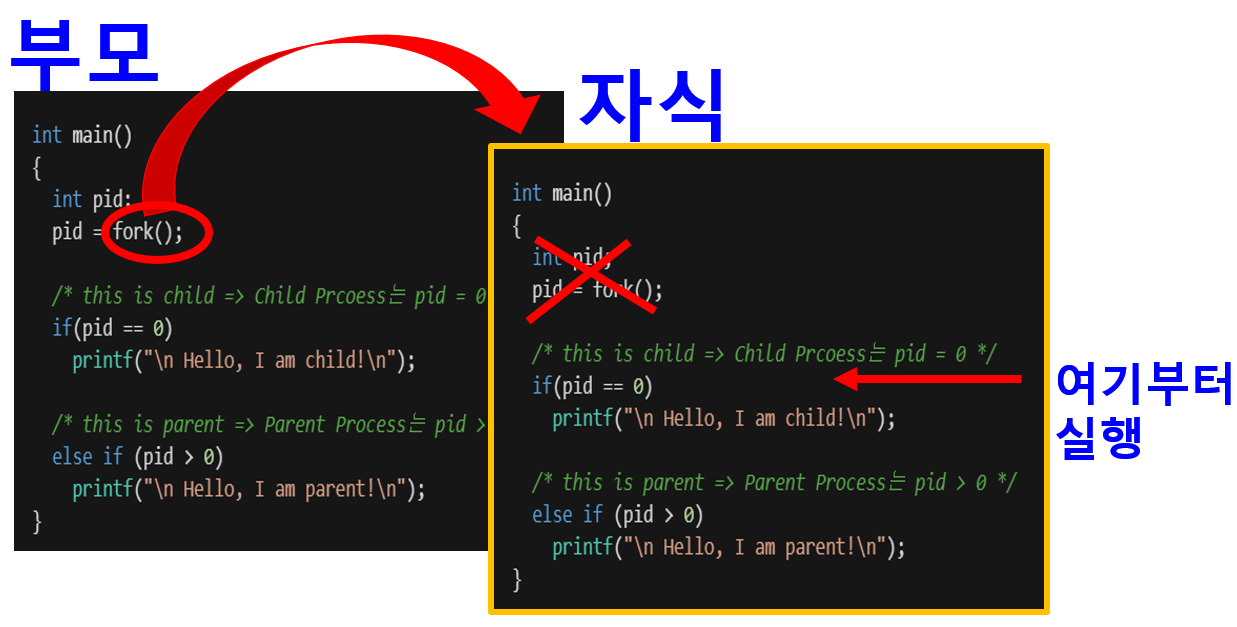 부모
int main()
{
int pid;
pid = fork();
/* this is child => Child Prcoess는 pid = 0
if(pid == 0)
printf("\n Hello, I am child!\n");
/* this is parent => Parent Process는 pid >
else if (pid > 0)
printf("\n Hello, I am parent!\n");
}
자식
int main()
{
int pid;
pid = fork();
/* this is child => Child Prcoess는 pid = 0 */
if(pid == 0)
printf("\n Hello, I am child!\n");
/* this is parent => Parent Process는 pid > 0 */
else if (pid > 0)
printf("\n Hello, I am parent!\n");
}
여기부터
실행